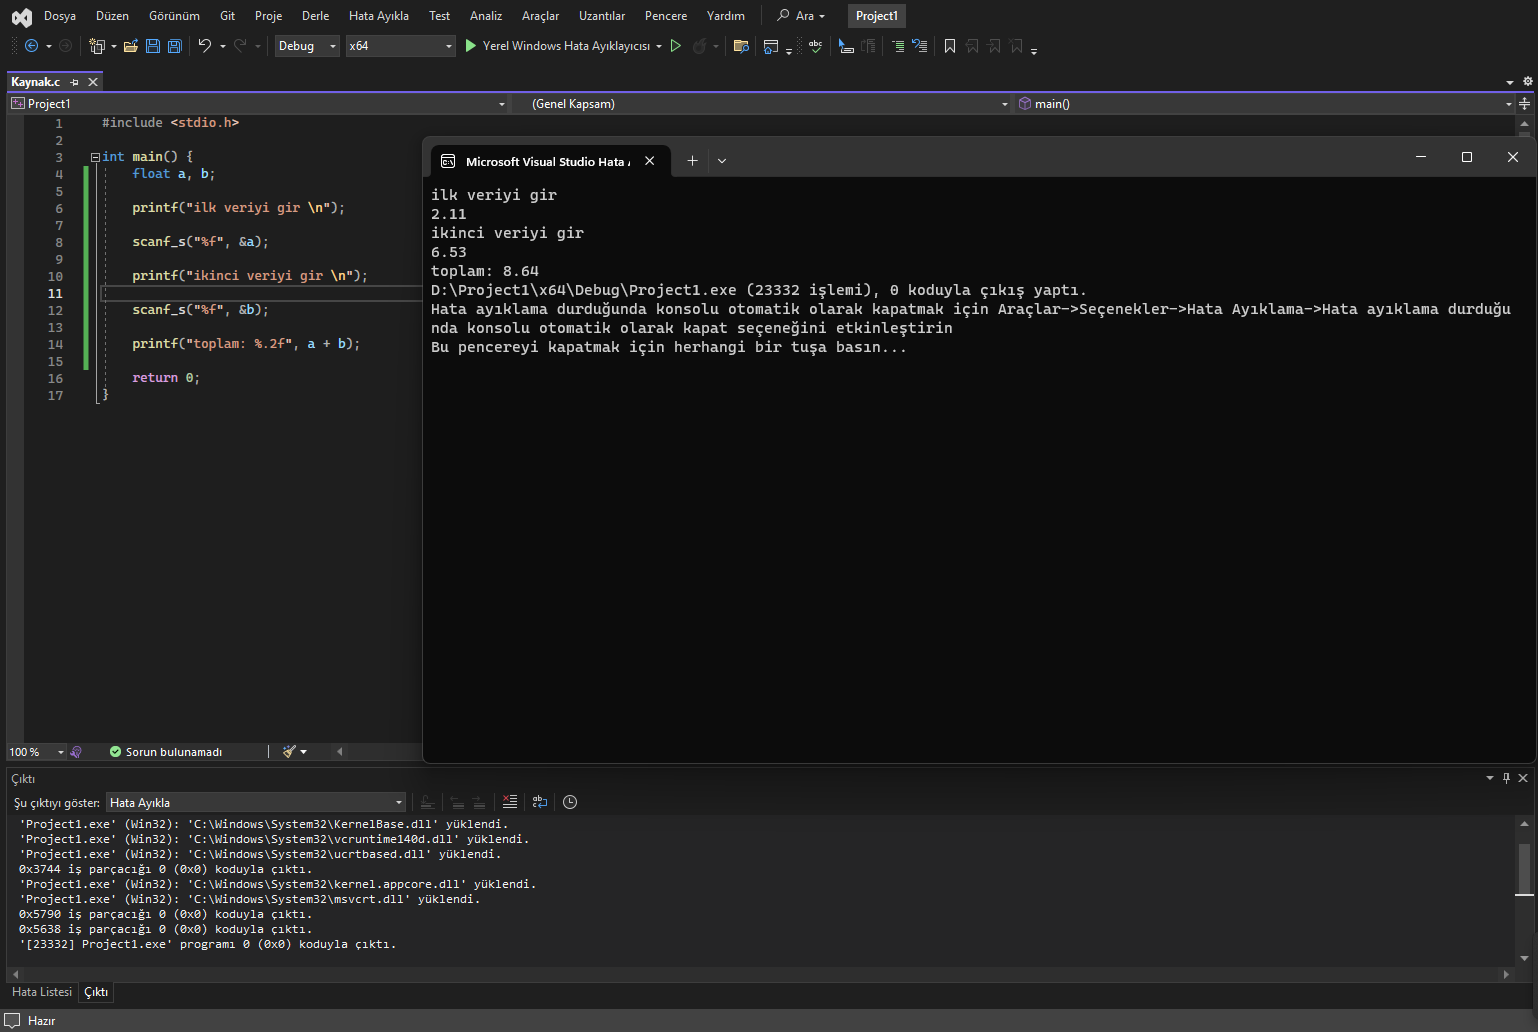 Dosya Düzen Görünüm Git Proje Derle Hata Ayıkla Test Analiz Araçlar Uzantılar Pencere Yardım Ara Project1
Debug x64 Yerel Windows Hata Ayıklayıcısı
Kaynak.c
Project1 (Genel Kapsam) main()
1 #include <stdio.h>
2
3 int main() {
4 float a, b;
5
6 printf("ilk veriyi gir \n");
7
8 scanf_s("%f", &a);
9
10 printf("ikinci veriyi gir \n");
11
12 scanf_s("%f", &b);
13
14 printf("toplam: %.2f", a + b);
15
16 return 0;
17 }
Microsoft Visual Studio Hata
ilk veriyi gir
2.11
ikinci veriyi gir
6.53
toplam: 8.64
D:\Project1\x64\Debug\Project1.exe (23332 işlemi), 0 koduyla çıkış yaptı.
Hata ayıklama durduğunda konsolu otomatik olarak kapatmak için Araçlar->Seçenekler->Hata Ayıklama->Hata ayıklama durduğu
nda konsolu otomatik olarak kapat seçeneğini etkinleştirin
Bu pencereyi kapatmak için herhangi bir tuşa basın...
100 % Sorun bulunamadı
Çıktı
Şu çıktıyı göster: Hata Ayıkla
'Project1.exe' (Win32): 'C:\Windows\System32\KernelBase.dll' yüklendi.
'Project1.exe' (Win32): 'C:\Windows\System32\vcruntime140d.dll' yüklendi.
'Project1.exe' (Win32): 'C:\Windows\System32\ucrtbased.dll' yüklendi.
0x3744 iş parçacığı 0 (0x0) koduyla çıktı.
'Project1.exe' (Win32): 'C:\Windows\System32\kernel.appcore.dll' yüklendi.
'Project1.exe' (Win32): 'C:\Windows\System32\msvcrt.dll' yüklendi.
0x5790 iş parçacığı 0 (0x0) koduyla çıktı.
0x5638 iş parçacığı 0 (0x0) koduyla çıktı.
'[23332] Project1.exe' programı 0 (0x0) koduyla çıktı.
Hata Listesi Çıktı
Hazır